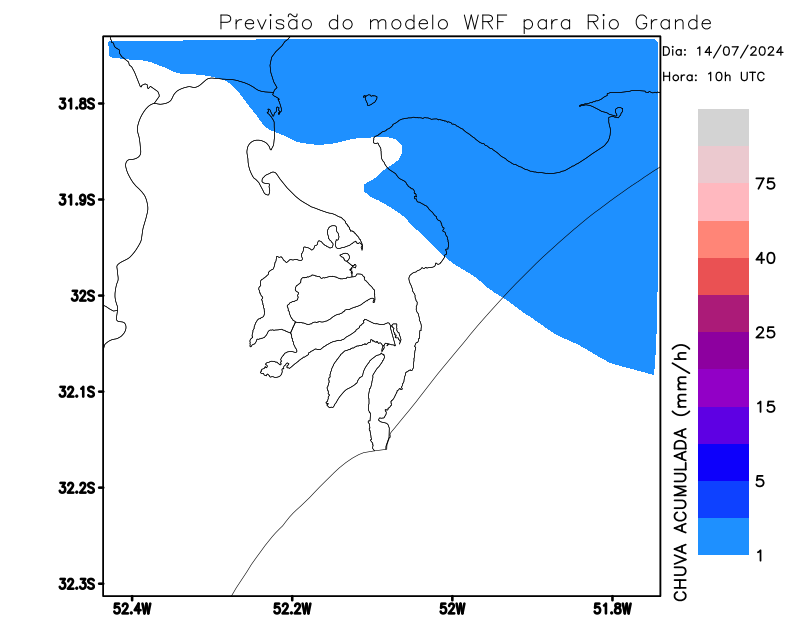 Previsão do modelo WRF para Rio Grande
Dia: 14/07/2024
Hora: 10h UTC
31.8S
31.9S
32S
32.1S
32.2S
32.3S
52.4W
52.2W
52W
51.8W
CHUVA ACUMULADA (mm/h)
75
40
25
15
5
1